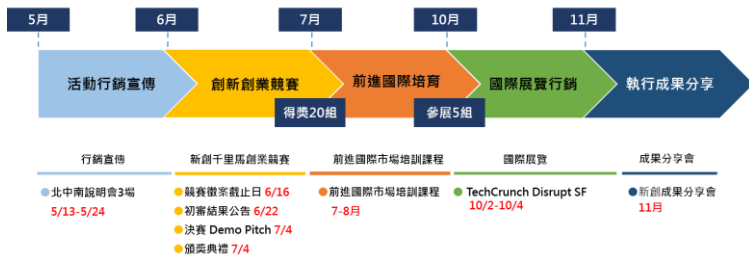 5月
6月
7月
10月
11月
活動行銷宣傳
創新創業競賽
前進國際培育
國際展覽行銷
執行成果分享
得獎20組
參展5組
行銷宣傳
●北中南說明會3場
5/13-5/24
新創千里馬創業競賽
●競賽徵案截止日 6/16
●初審結果公告 6/22
●決賽 Demo Pitch 7/4
●頒獎典禮 7/4
前進國際市場培訓課程
●前進國際市場培訓課程
7-8月
國際展覽
●TechCrunch Disrupt SF
10/2-10/4
成果分享會
●新創成果分享會
11月